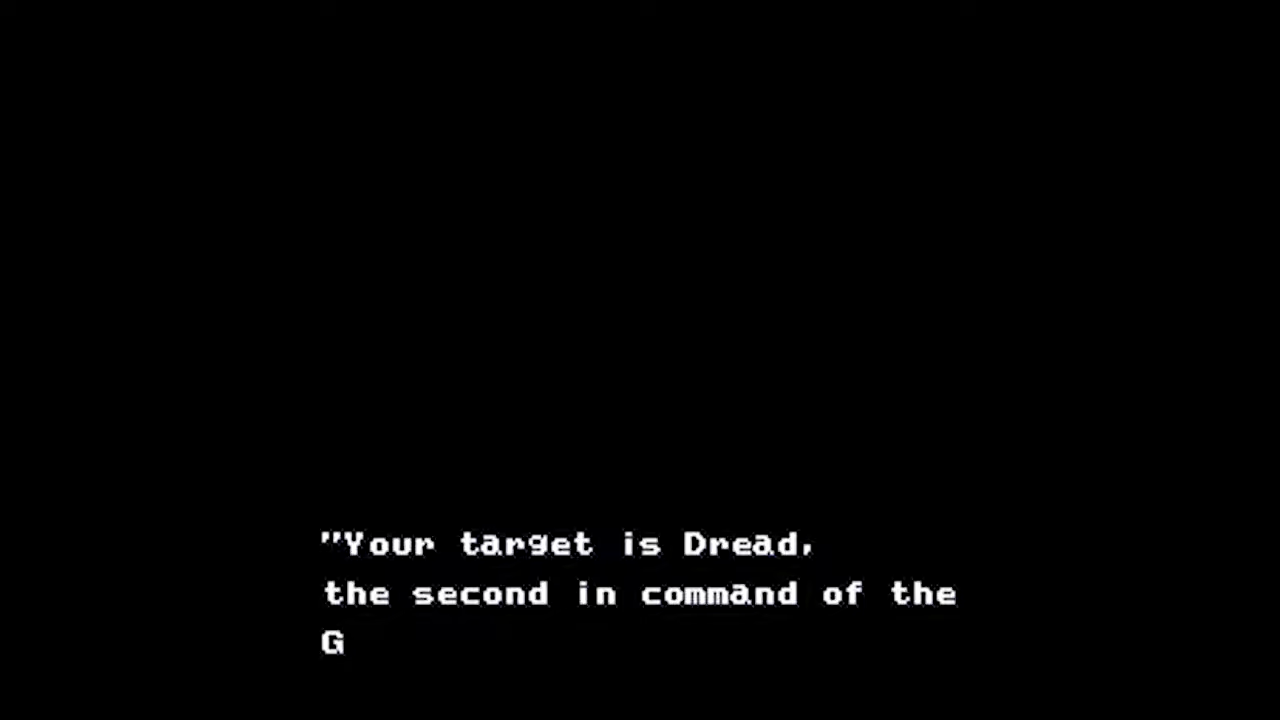 "Your target is Dread,
the second in command of the
G